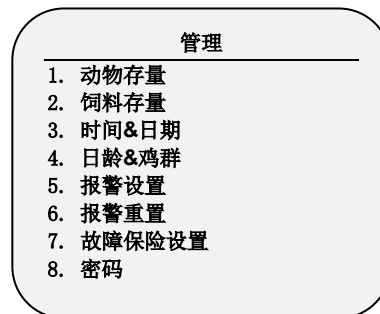 管理
1. 动物存量
2. 饲料存量
3. 时间&日期
4. 日龄&鸡群
5. 报警设置
6. 报警重置
7. 故障保险设置
8. 密码